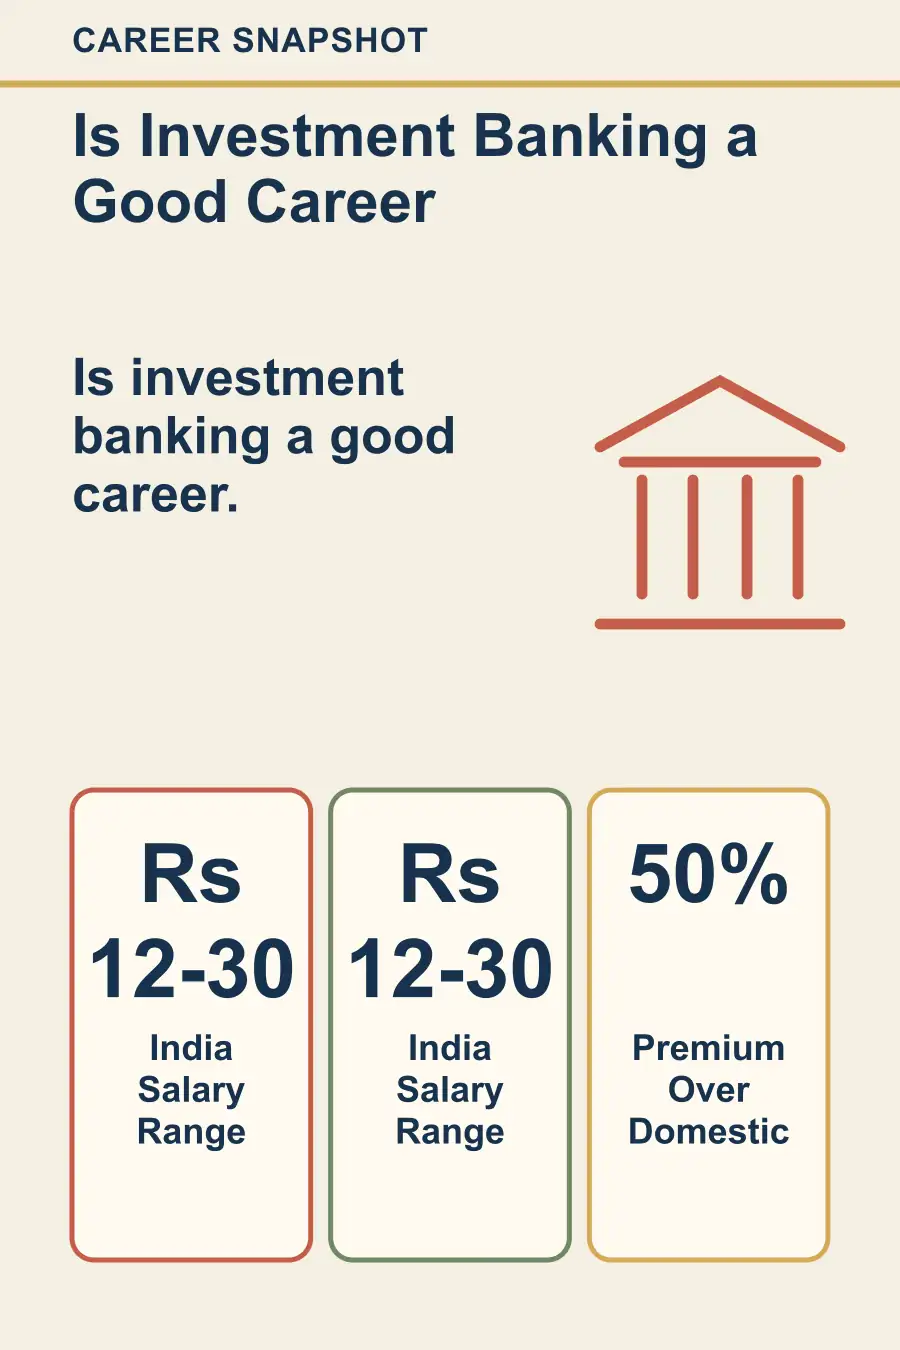 CAREER SNAPSHOT
Is Investment Banking a
Good Career
Is investment
banking a good
career.
Rs
12-30
India
Salary
Range
Rs
12-30
India
Salary
Range
50%
Premium
Over
Domestic